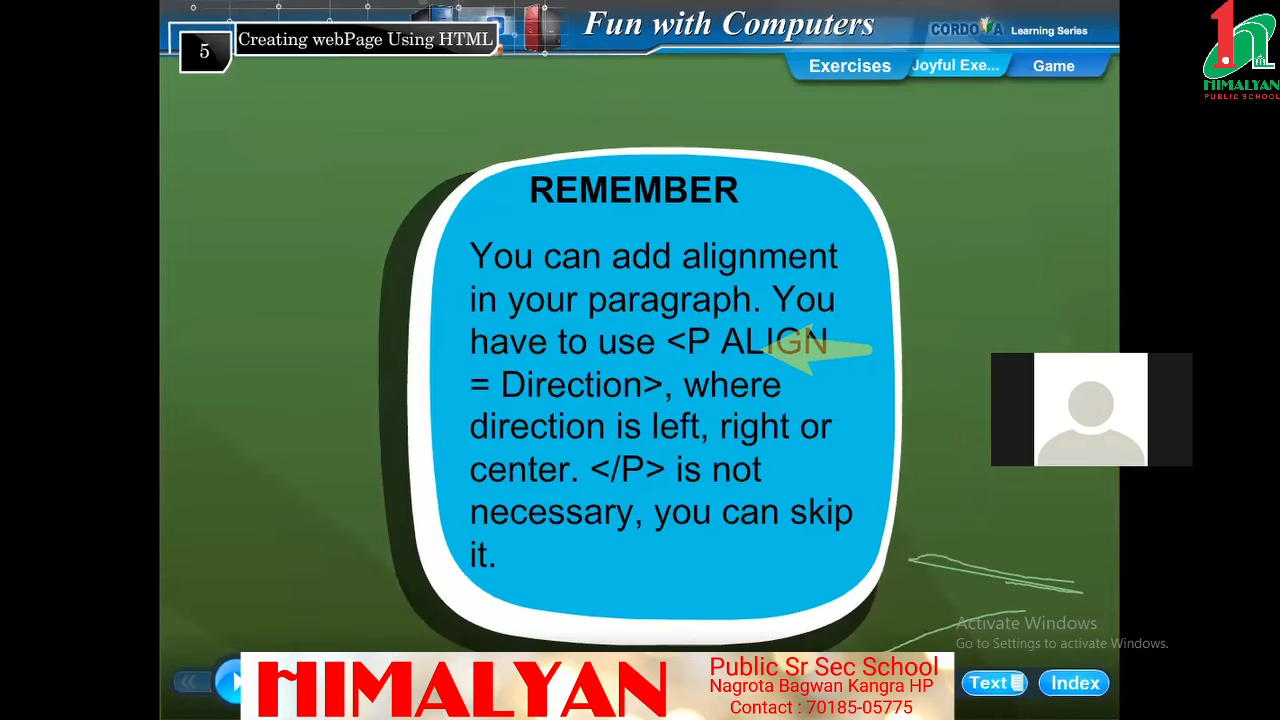 5
Creating webPage Using HTML
Fun with Computers
CORDOVA Learning Series
Exercises
Joyful Exe...
Game
1h
HIMALYAN
PUBLIC SCHOOL
REMEMBER
You can add alignment
in your paragraph. You
have to use <P ALIGN
= Direction>, where
direction is left, right or
center. </P> is not
necessary, you can skip
it.
Activate Windows
Go to Settings to activate Windows.
HIMALYAN
Public Sr Sec School
Nagrota Bagwan Kangra HP
Contact : 70185-05775
Text
Index